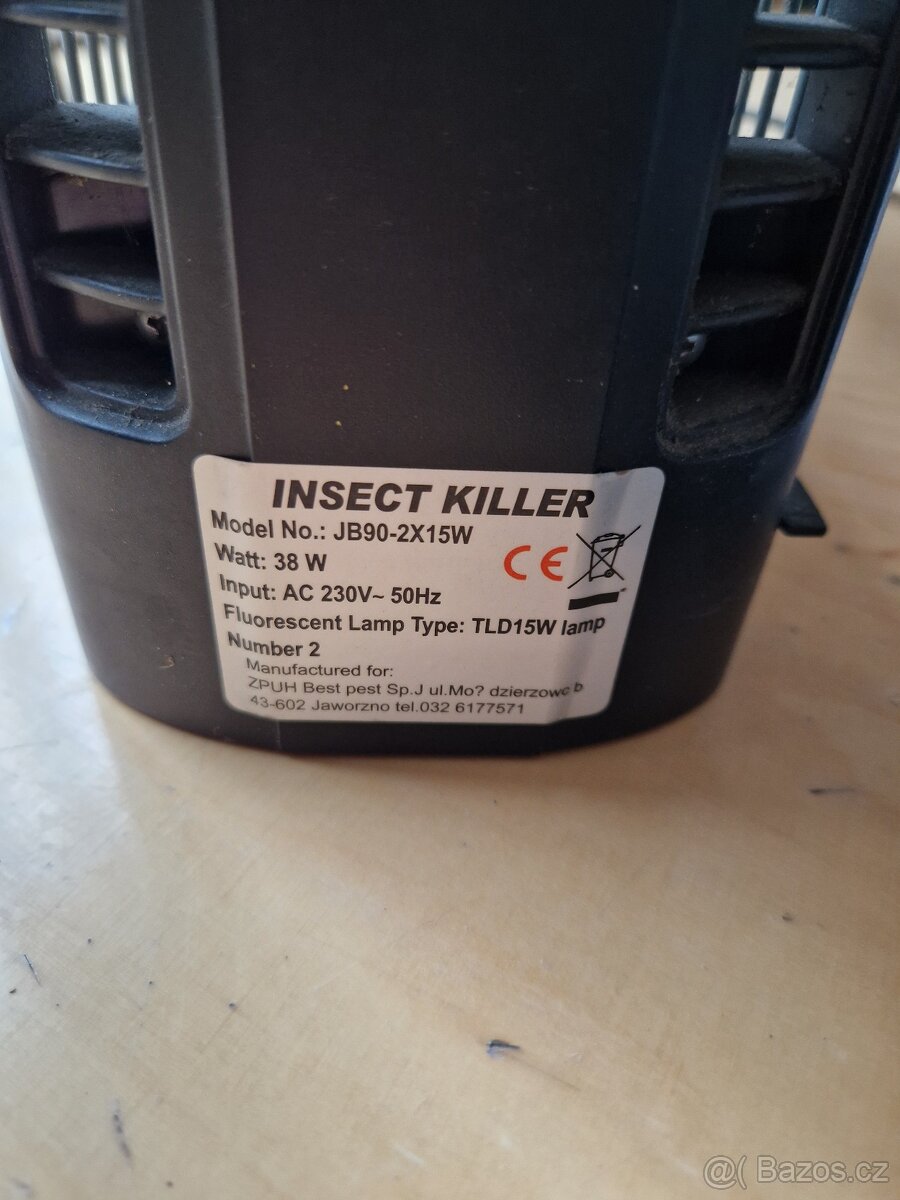 INSECT KILLER
Model No.: JB90-2X15W
Watt: 38 W
Input: AC 230V~ 50Hz
CE
Fluorescent Lamp Type: TLD15W lamp
Number 2
Manufactured for:
ZPUH Best pest Sp.J ul.Mo? dzierzowc b
43-602 Jaworzno tel.032 6177571
@( Bazos.cz